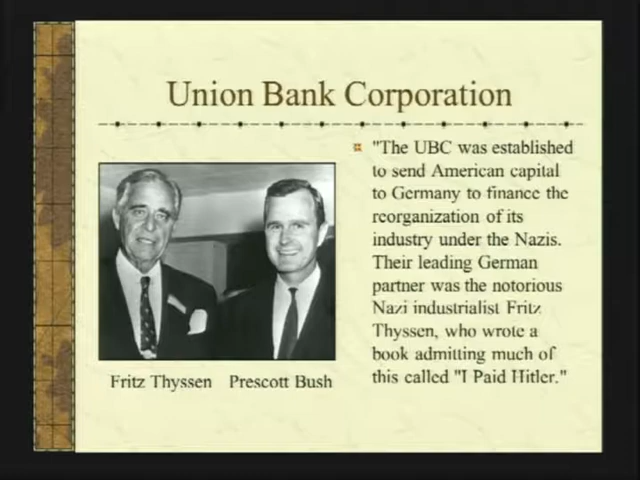 Union Bank Corporation
"The UBC was established
to send American capital
to Germany to finance the
reorganization of its
industry under the Nazis.
Their leading German
partner was the notorious
Nazi industrialist Fritz
Thyssen, who wrote a
book admitting much of
this called "I Paid Hitler."
Fritz Thyssen Prescott Bush